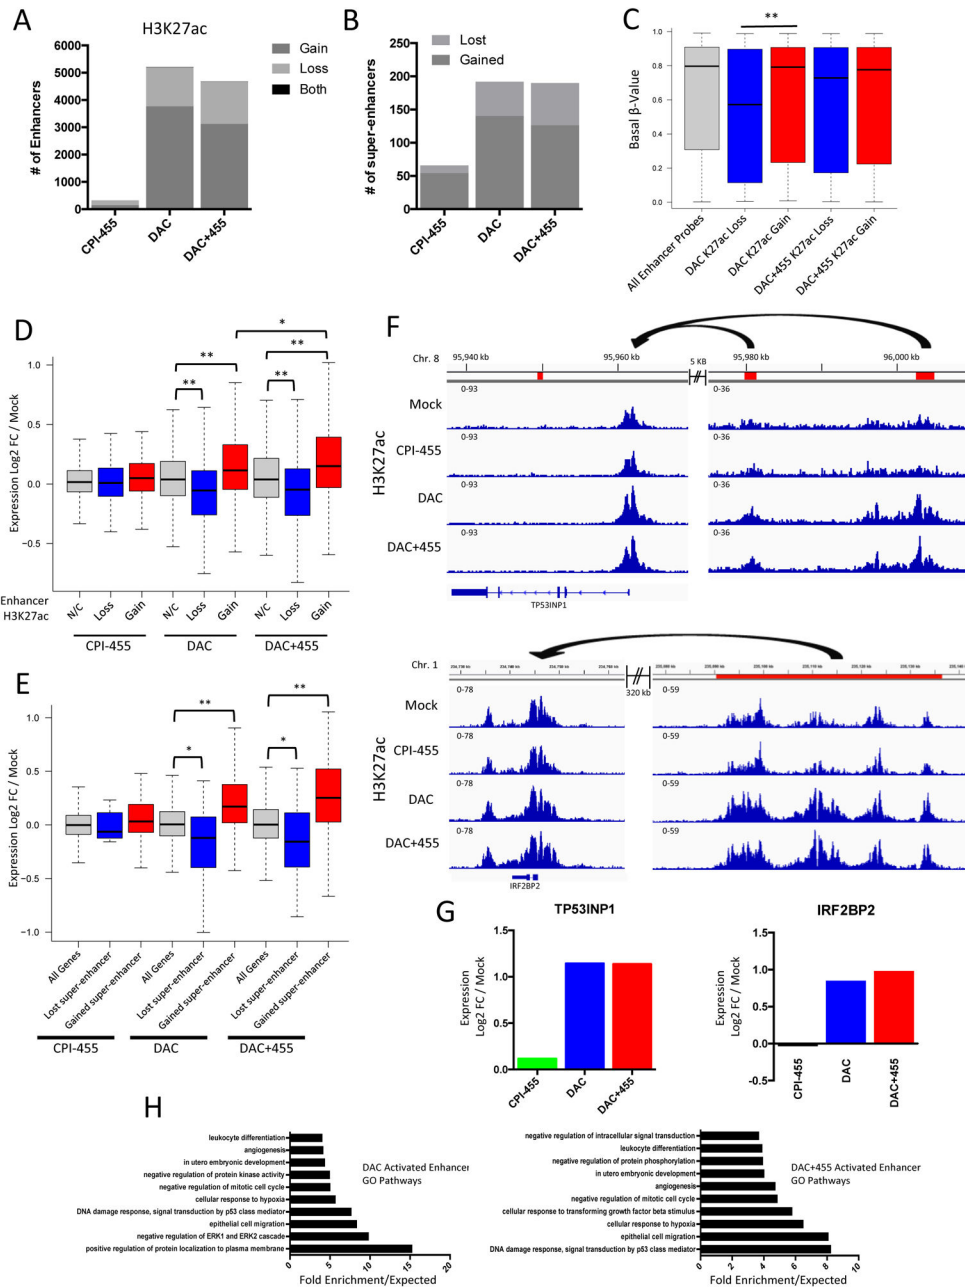 A
H3K27ac
# of Enhancers
6000
5000
4000
3000
2000
1000
0
Gain
Loss
Both
CPI-455
DAC
DAC+455
B
# of super-enhancers
250
200
150
100
50
0
Lost
Gained
CPI-455
DAC
DAC+455
C
**
Basal β-Value
1.0
0.8
0.6
0.4
0.2
0.0
All Enhancer Probes
DAC K27ac Loss
DAC K27ac Gain
DAC+455 K27ac Loss
DAC+455 K27ac Gain
D
Expression Log2 FC / Mock
1.0
0.5
0.0
−0.5
** ** ** ** *
Enhancer
H3K27ac
N/C Loss Gain N/C Loss Gain N/C Loss Gain
CPI-455 DAC DAC+455
E
Expression Log2 FC / Mock
1.0
0.5
0.0
−0.5
−1.0
* ** * **
All Genes
Lost super-enhancer
Gained super-enhancer
All Genes
Lost super-enhancer
Gained super-enhancer
All Genes
Lost super-enhancer
Gained super-enhancer
CPI-455 DAC DAC+455
F
Chr. 8
95,940 kb 95,960 kb 5 KB 95,980 kb 96,000 kb
H3K27ac
Mock 0-93 0-36
CPI-455 0-93 0-36
DAC 0-93 0-36
DAC+455 0-93 0-36
TP53INP1
Chr. 1
320 kb
H3K27ac
Mock 0-78 0-59
CPI-455 0-78 0-59
DAC 0-78 0-59
DAC+455 0-78 0-59
IRF2BP2
G
TP53INP1
Expression
Log2 FC / Mock
1.5
1.0
0.5
0.0
CPI-455
DAC
DAC+455
IRF2BP2
Expression
Log2 FC / Mock
1.5
1.0
0.5
0.0
-0.5
CPI-455
DAC
DAC+455
H
leukocyte differentiation
angiogenesis
in utero embryonic development
negative regulation of protein kinase activity
negative regulation of mitotic cell cycle
cellular response to hypoxia
DNA damage response, signal transduction by p53 class mediator
epithelial cell migration
negative regulation of ERK1 and ERK2 cascade
positive regulation of protein localization to plasma membrane
0 5 10 15 20
Fold Enrichment/Expected
DAC Activated Enhancer
GO Pathways
negative regulation of intracellular signal transduction
leukocyte differentiation
negative regulation of protein phosphorylation
in utero embryonic development
angiogenesis
negative regulation of mitotic cell cycle
cellular response to transforming growth factor beta stimulus
cellular response to hypoxia
epithelial cell migration
DNA damage response, signal transduction by p53 class mediator
0 2 4 6 8 10
Fold Enrichment/Expected
DAC+455 Activated Enhancer
GO Pathways